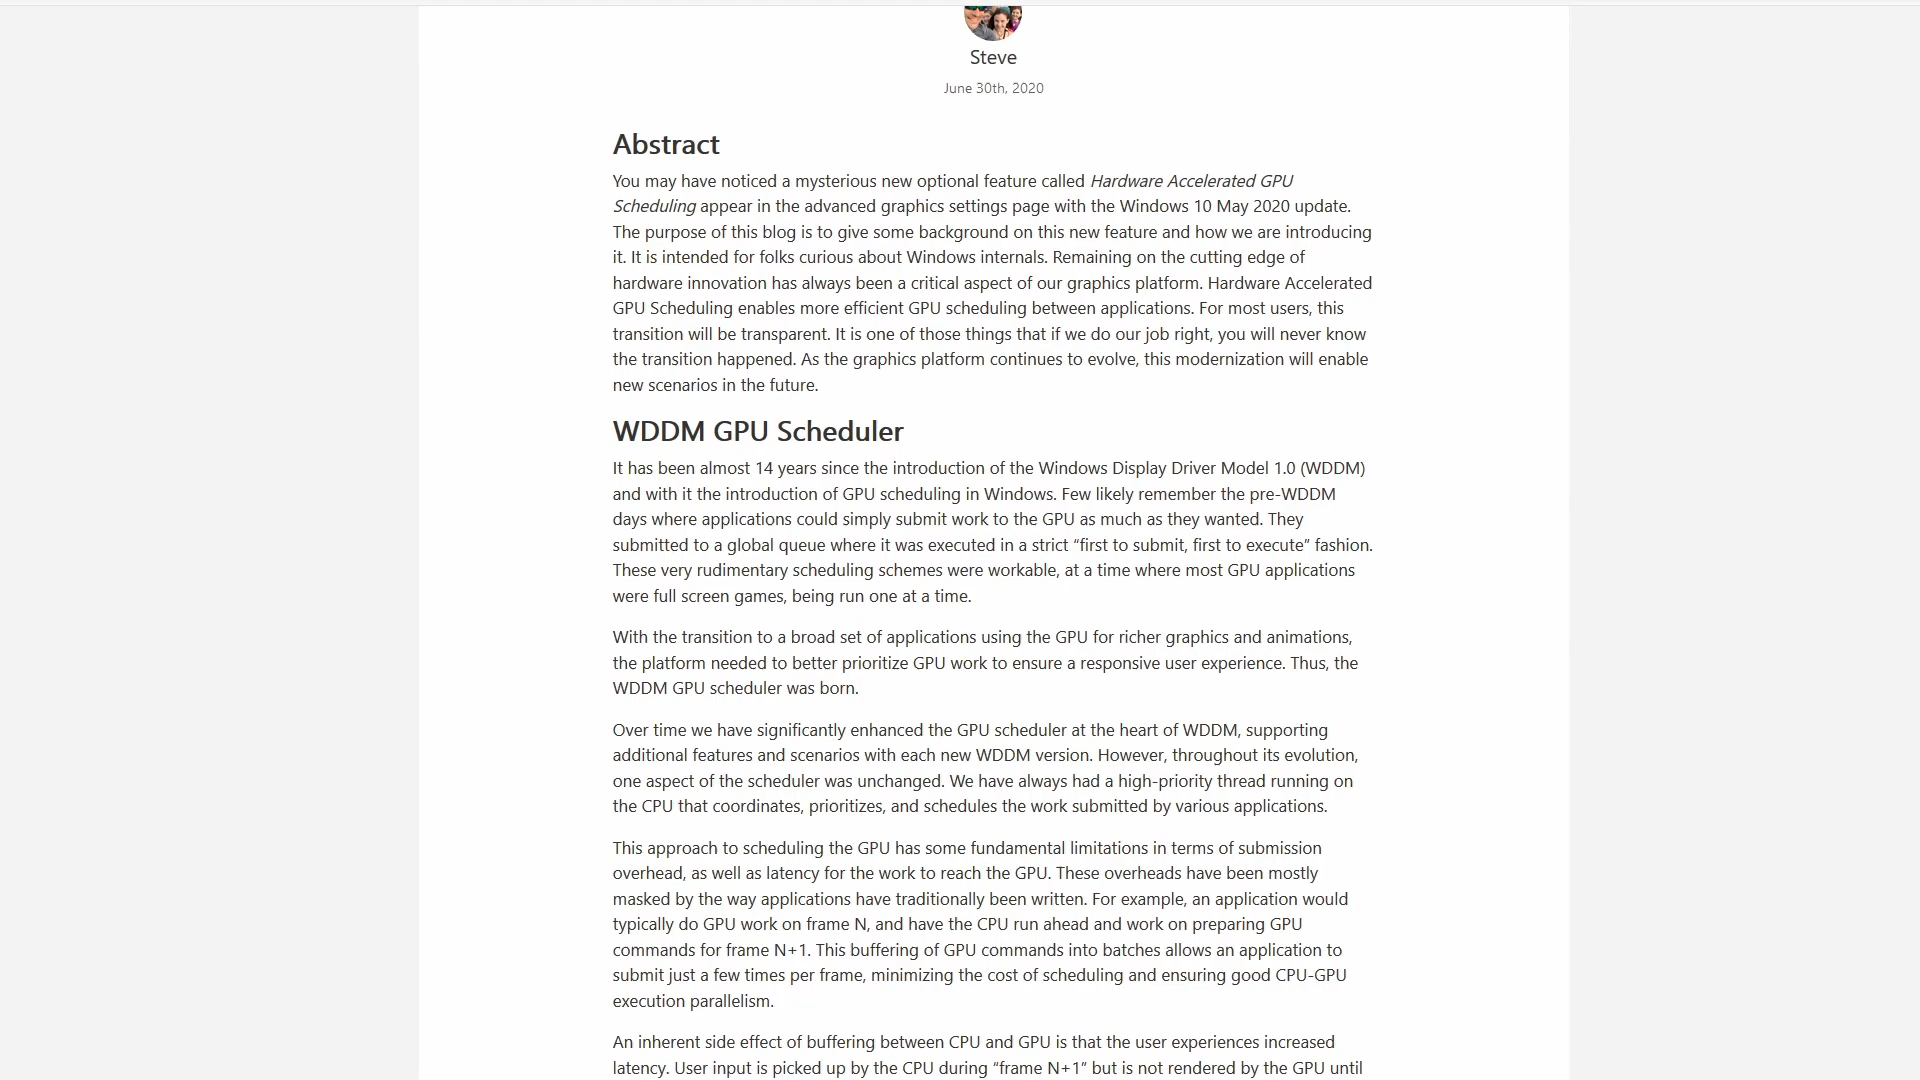 Steve
June 30th, 2020
Abstract
You may have noticed a mysterious new optional feature called Hardware Accelerated GPU
Scheduling appear in the advanced graphics settings page with the Windows 10 May 2020 update.
The purpose of this blog is to give some background on this new feature and how we are introducing
it. It is intended for folks curious about Windows internals. Remaining on the cutting edge of
hardware innovation has always been a critical aspect of our graphics platform. Hardware Accelerated
GPU Scheduling enables more efficient GPU scheduling between applications. For most users, this
transition will be transparent. It is one of those things that if we do our job right, you will never know
the transition happened. As the graphics platform continues to evolve, this modernization will enable
new scenarios in the future.
WDDM GPU Scheduler
It has been almost 14 years since the introduction of the Windows Display Driver Model 1.0 (WDDM)
and with it the introduction of GPU scheduling in Windows. Few likely remember the pre-WDDM
days where applications could simply submit work to the GPU as much as they wanted. They
submitted to a global queue where it was executed in a strict “first to submit, first to execute” fashion.
These very rudimentary scheduling schemes were workable, at a time where most GPU applications
were full screen games, being run one at a time.
With the transition to a broad set of applications using the GPU for richer graphics and animations,
the platform needed to better prioritize GPU work to ensure a responsive user experience. Thus, the
WDDM GPU scheduler was born.
Over time we have significantly enhanced the GPU scheduler at the heart of WDDM, supporting
additional features and scenarios with each new WDDM version. However, throughout its evolution,
one aspect of the scheduler was unchanged. We have always had a high-priority thread running on
the CPU that coordinates, prioritizes, and schedules the work submitted by various applications.
This approach to scheduling the GPU has some fundamental limitations in terms of submission
overhead, as well as latency for the work to reach the GPU. These overheads have been mostly
masked by the way applications have traditionally been written. For example, an application would
typically do GPU work on frame N, and have the CPU run ahead and work on preparing GPU
commands for frame N+1. This buffering of GPU commands into batches allows an application to
submit just a few times per frame, minimizing the cost of scheduling and ensuring good CPU-GPU
execution parallelism.
An inherent side effect of buffering between CPU and GPU is that the user experiences increased
latency. User input is picked up by the CPU during “frame N+1” but is not rendered by the GPU until